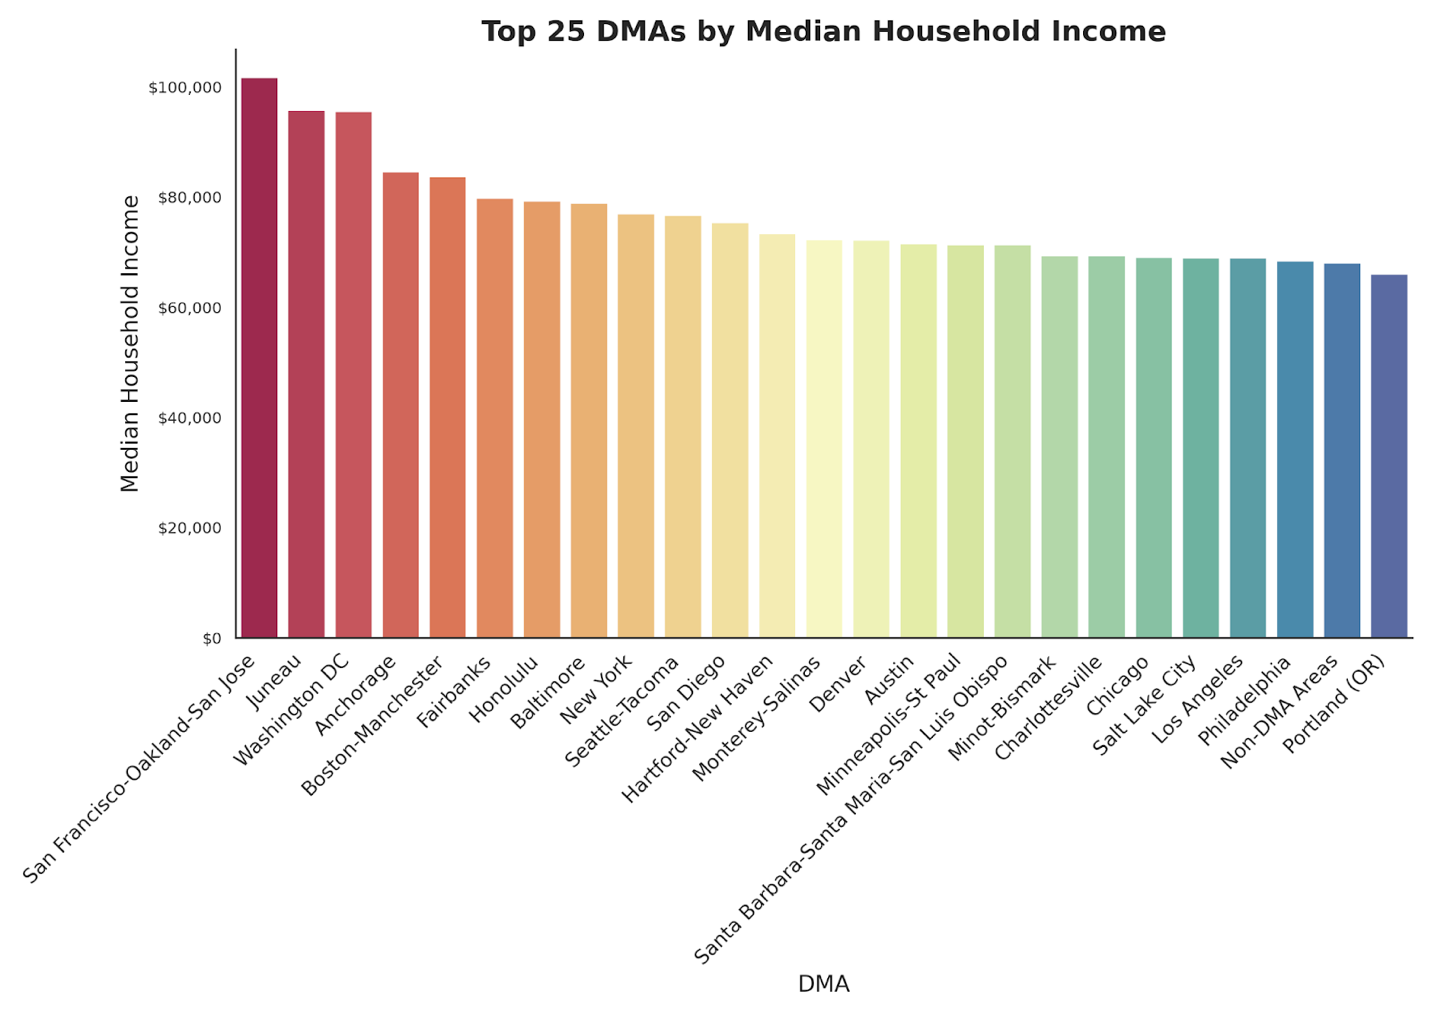 Top 25 DMAs by Median Household Income
Median Household Income
$100,000
$80,000
$60,000
$40,000
$20,000
$0
San Francisco-Oakland-San Jose
Juneau
Washington DC
Anchorage
Boston-Manchester
Fairbanks
Honolulu
Baltimore
New York
Seattle-Tacoma
San Diego
Hartford-New Haven
Monterey-Salinas
Denver
Austin
Minneapolis-St Paul
Santa Barbara-Santa Maria-San Luis Obispo
Minot-Bismark
Charlottesville
Chicago
Salt Lake City
Los Angeles
Philadelphia
Non-DMA Areas
Portland (OR)
DMA